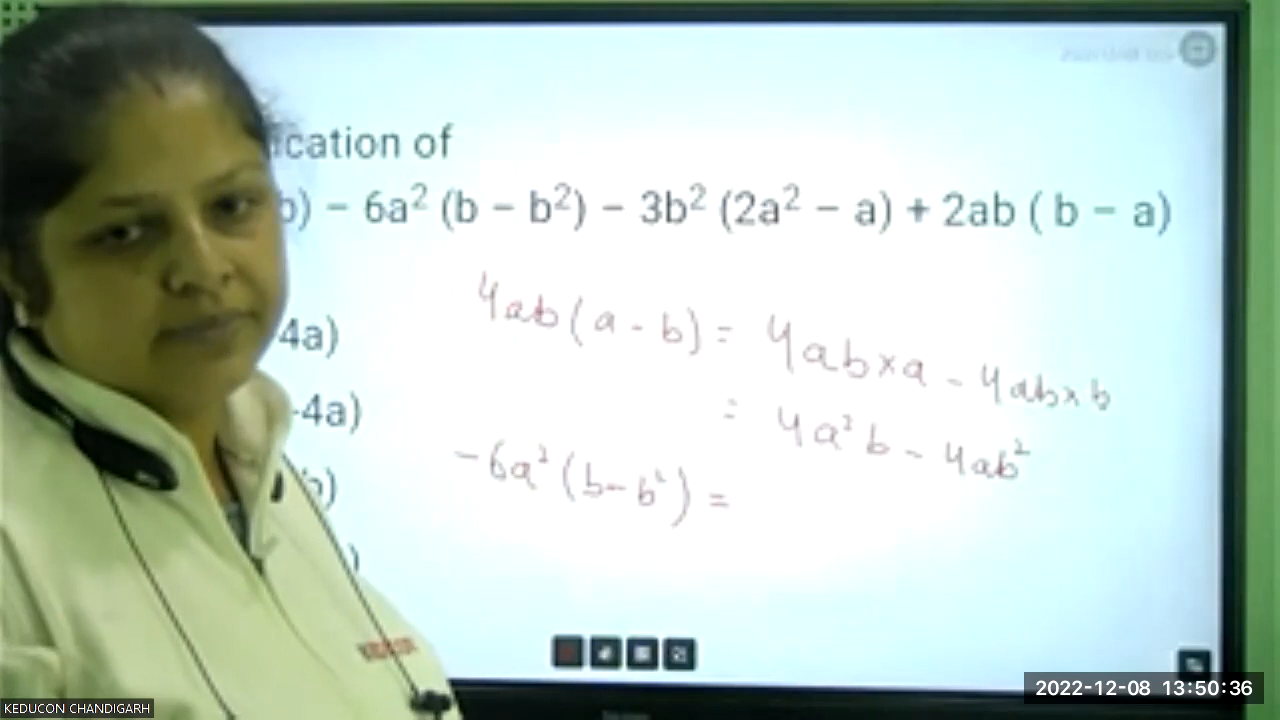 ication of
b) – 6a² (b – b²) – 3b² (2a² – a) + 2ab ( b – a)
4ab(a - b) = 4ab×a - 4ab×b
4a)
-4a)
= 4a²b - 4ab²
-6a² (b-b²) =
b)
)
KEDUCON CHANDIGARH
2022-12-08 13:50:36